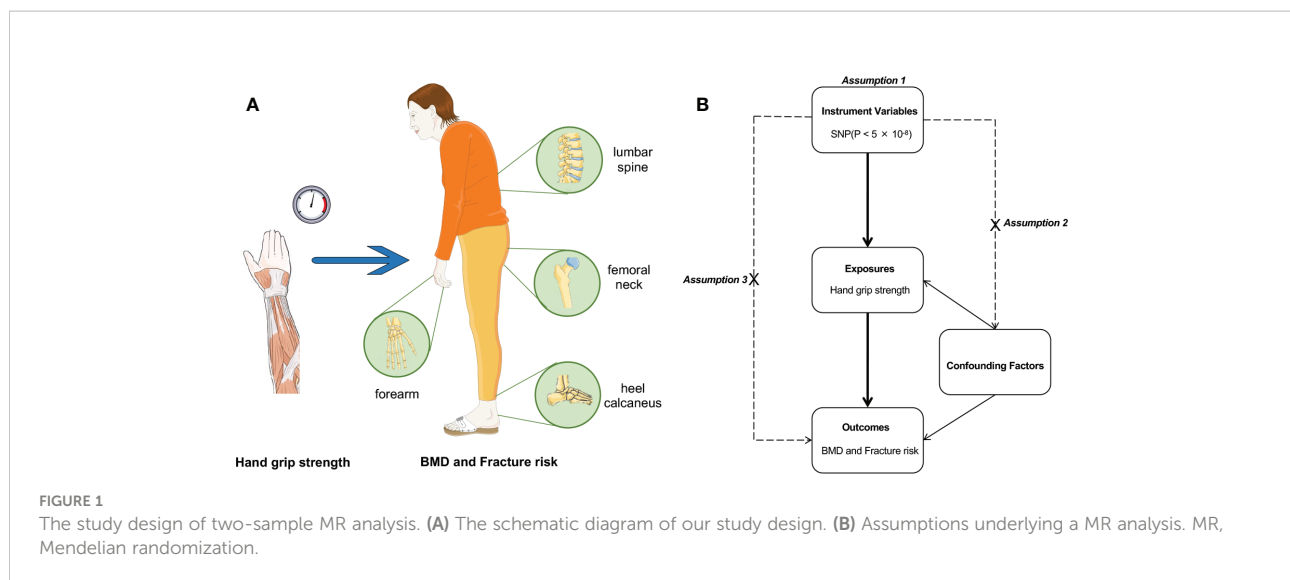 A
lumbar
spine
femoral
neck
forearm
heel
calcaneus
Hand grip strength
BMD and Fracture risk
B
Assumption 1
Instrument Variables
SNP(P < 5 × 10-8)
Assumption 2
Exposures
Hand grip strength
Assumption 3
Confounding Factors
Outcomes
BMD and Fracture risk
FIGURE 1
The study design of two-sample MR analysis. (A) The schematic diagram of our study design. (B) Assumptions underlying a MR analysis. MR,
Mendelian randomization.